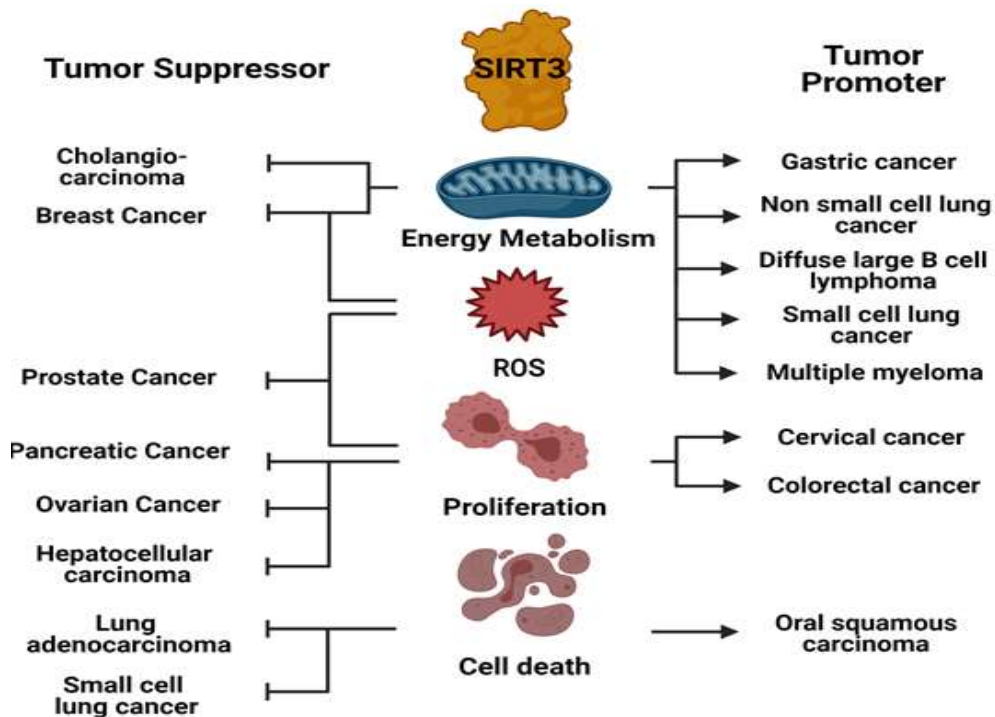 Tumor Suppressor
Cholangio-
carcinoma
Breast Cancer
Prostate Cancer
Pancreatic Cancer
Ovarian Cancer
Hepatocellular
carcinoma
Lung
adenocarcinoma
Small cell
lung cancer
SIRT3
Energy Metabolism
ROS
Proliferation
Cell death
Tumor
Promoter
Gastric cancer
Non small cell lung
cancer
Diffuse large B cell
lymphoma
Small cell lung
cancer
Multiple myeloma
Cervical cancer
Colorectal cancer
Oral squamous
carcinoma